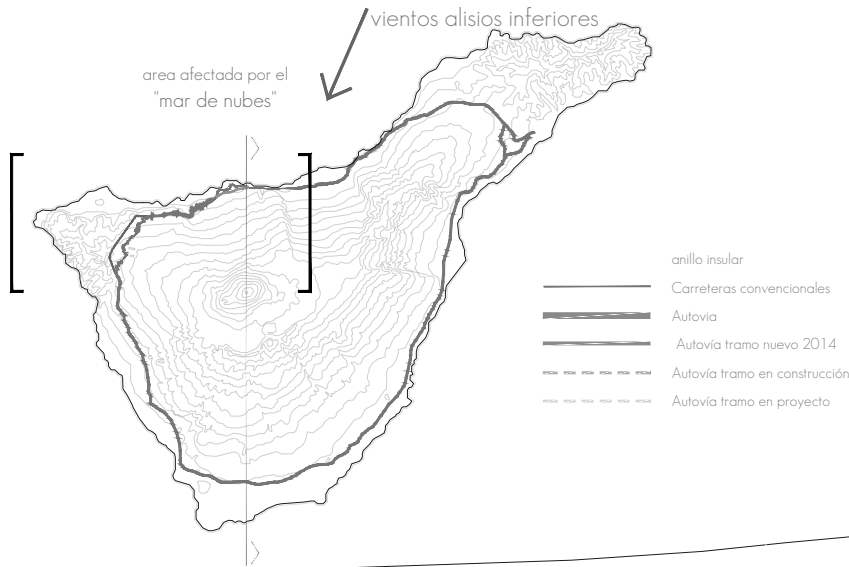 vientos alisios inferiores
area afectada por el
"mar de nubes"
anillo insular
Carreteras convencionales
Autovia
Autovía tramo nuevo 2014
Autovía tramo en construcción
Autovía tramo en proyecto